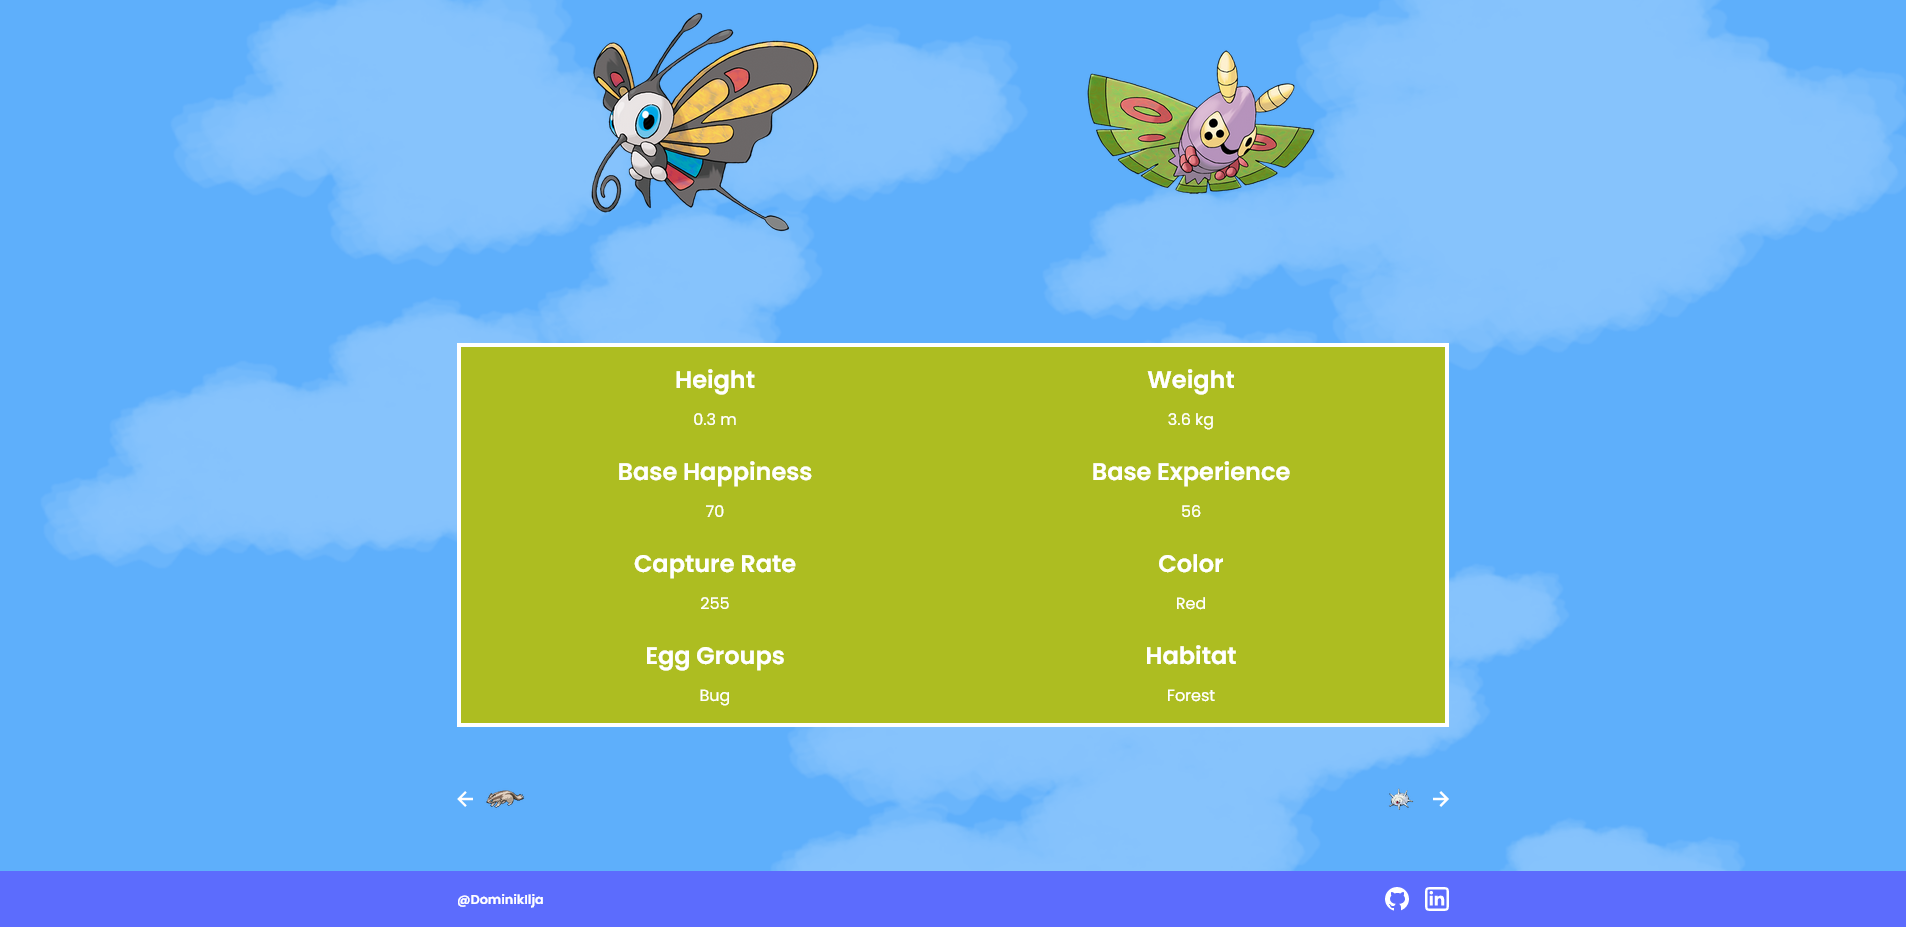 Height
Weight
0.3 m
3.6 kg
Base Happiness
Base Experience
70
56
Capture Rate
Color
255
Red
Egg Groups
Habitat
Bug
Forest
@DominikIlja
in